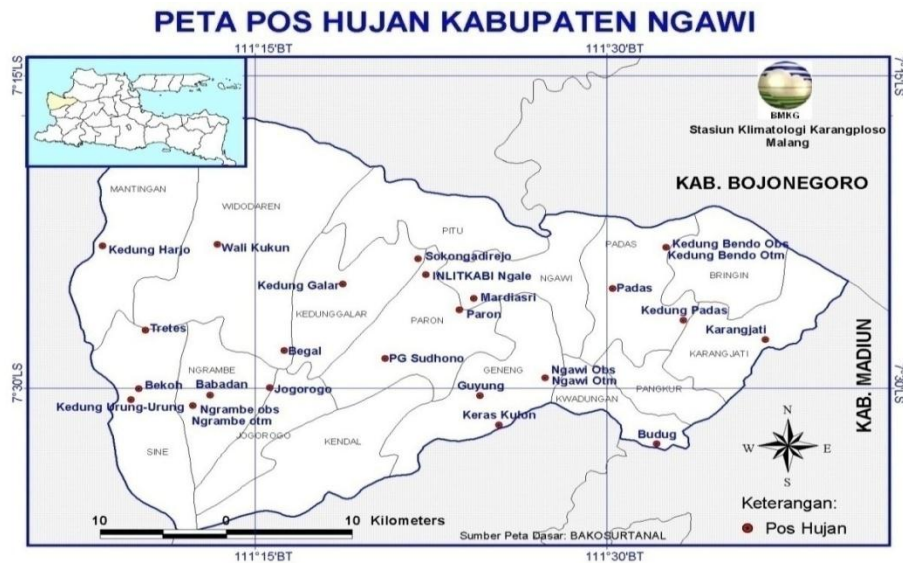 PETA POS HUJAN KABUPATEN NGAWI
111°15'BT
111°30'BT
7°15'LS
7°15'LS
BMKG
Stasiun Klimatologi Karangploso
Malang
KAB. BOJONEGORO
MANTINGAN
WIDODAREN
PITU
PADAS
Kedung Harjo
Wali Kukun
Sokongadirejo
NGAWI
Kedung Bendo Obs
Kedung Bendo Otm
BRINGIN
INLITKABI Ngale
Kedung Galar
Padas
Mardiasri
Paron
KEDUNGGALAR
PARON
Kedung Padas
Karangjati
Tretes
Begal
KARANGJATI
PG Sudhono
NGRAMBE
GENENG
Ngawi Obs
Ngawi Otm
PANGKUR
7°30'LS
7°30'LS
Bekoh
Babadan
Jogorogo
Guyung
KWADUNGAN
Kedung Urung-Urung
Ngrambe obs
Ngrambe otm
JOGOROGO
KENDAL
Keras Kulon
Budug
SINE
KAB. MADIUN
N
W
E
S
Keterangan:
Pos Hujan
10
0
10
Kilometers
Sumber Peta Dasar: BAKOSURTANAL
111°15'BT
111°30'BT